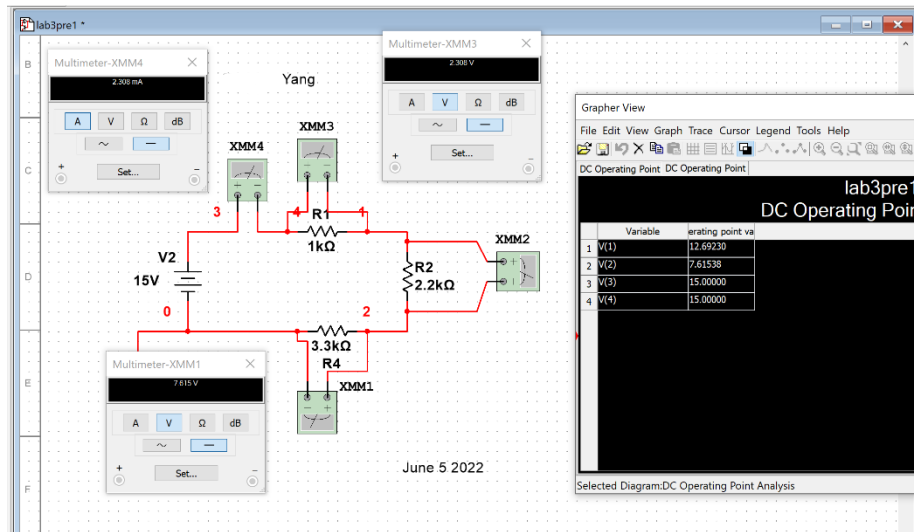 lab3pre1 *
B
C
D
E
F
Multimeter-XMM4
2.308 mA
A V Ω dB
~ —
Set...
+ −
Yang
Multimeter-XMM3
2.308 V
A V Ω dB
~ —
Set...
+ −
XMM4
+ −
XMM3
+ −
3
4
1
R1
1kΩ
XMM2
+
−
R2
2.2kΩ
V2
15V
0
2
3.3kΩ
R4
XMM1
− +
Multimeter-XMM1
7.615 V
A V Ω dB
~ —
Set...
+ −
June 5 2022
Grapher View
File Edit View Graph Trace Cursor Legend Tools Help
DC Operating Point DC Operating Point
lab3pre1
DC Operating Poin
Variable erating point va
1 V(1) 12.69230
2 V(2) 7.61538
3 V(3) 15.00000
4 V(4) 15.00000
Selected Diagram:DC Operating Point Analysis